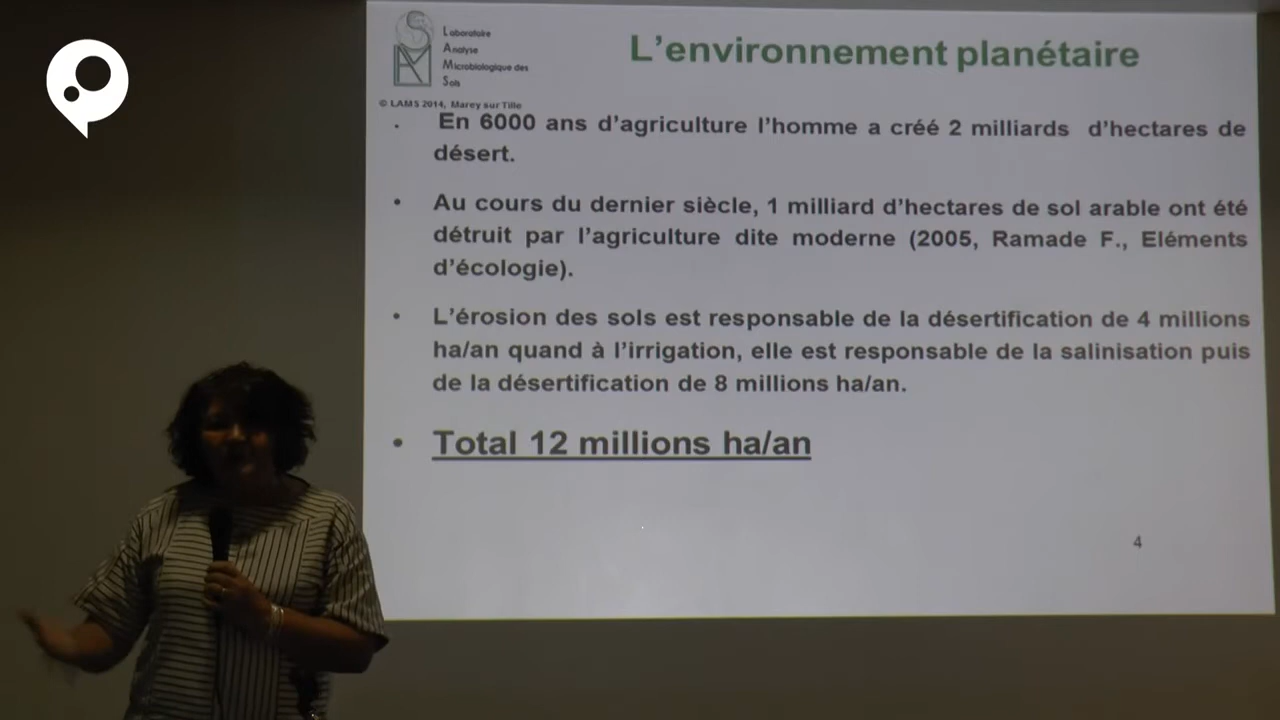 Laboratoire
Analyse
Microbiologique des
Sols
© LAMS 2014, Marey sur Tille
L'environnement planétaire
. En 6000 ans d'agriculture l'homme a créé 2 milliards d'hectares de
désert.
• Au cours du dernier siècle, 1 milliard d'hectares de sol arable ont été
détruit par l'agriculture dite moderne (2005, Ramade F., Eléments
d'écologie).
• L'érosion des sols est responsable de la désertification de 4 millions
ha/an quand à l'irrigation, elle est responsable de la salinisation puis
de la désertification de 8 millions ha/an.
• Total 12 millions ha/an
4